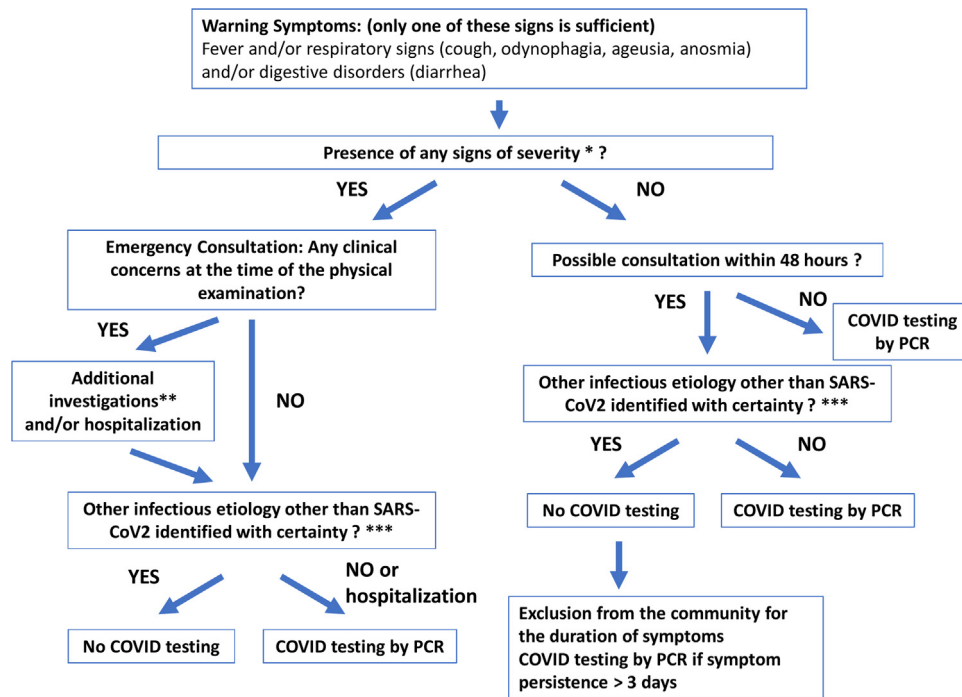 Warning Symptoms: (only one of these signs is sufficient)
Fever and/or respiratory signs (cough, odynophagia, ageusia, anosmia)
and/or digestive disorders (diarrhea)
Presence of any signs of severity * ?
YES
NO
Emergency Consultation: Any clinical
concerns at the time of the physical
examination?
Possible consultation within 48 hours ?
YES
NO
YES
NO
COVID testing
by PCR
Additional
investigations**
and/or hospitalization
Other infectious etiology other than SARS-
CoV2 identified with certainty ? ***
YES
NO
Other infectious etiology other than SARS-
CoV2 identified with certainty ? ***
No COVID testing
COVID testing by PCR
YES
NO or
hospitalization
No COVID testing
COVID testing by PCR
Exclusion from the community for
the duration of symptoms
COVID testing by PCR if symptom
persistence > 3 days